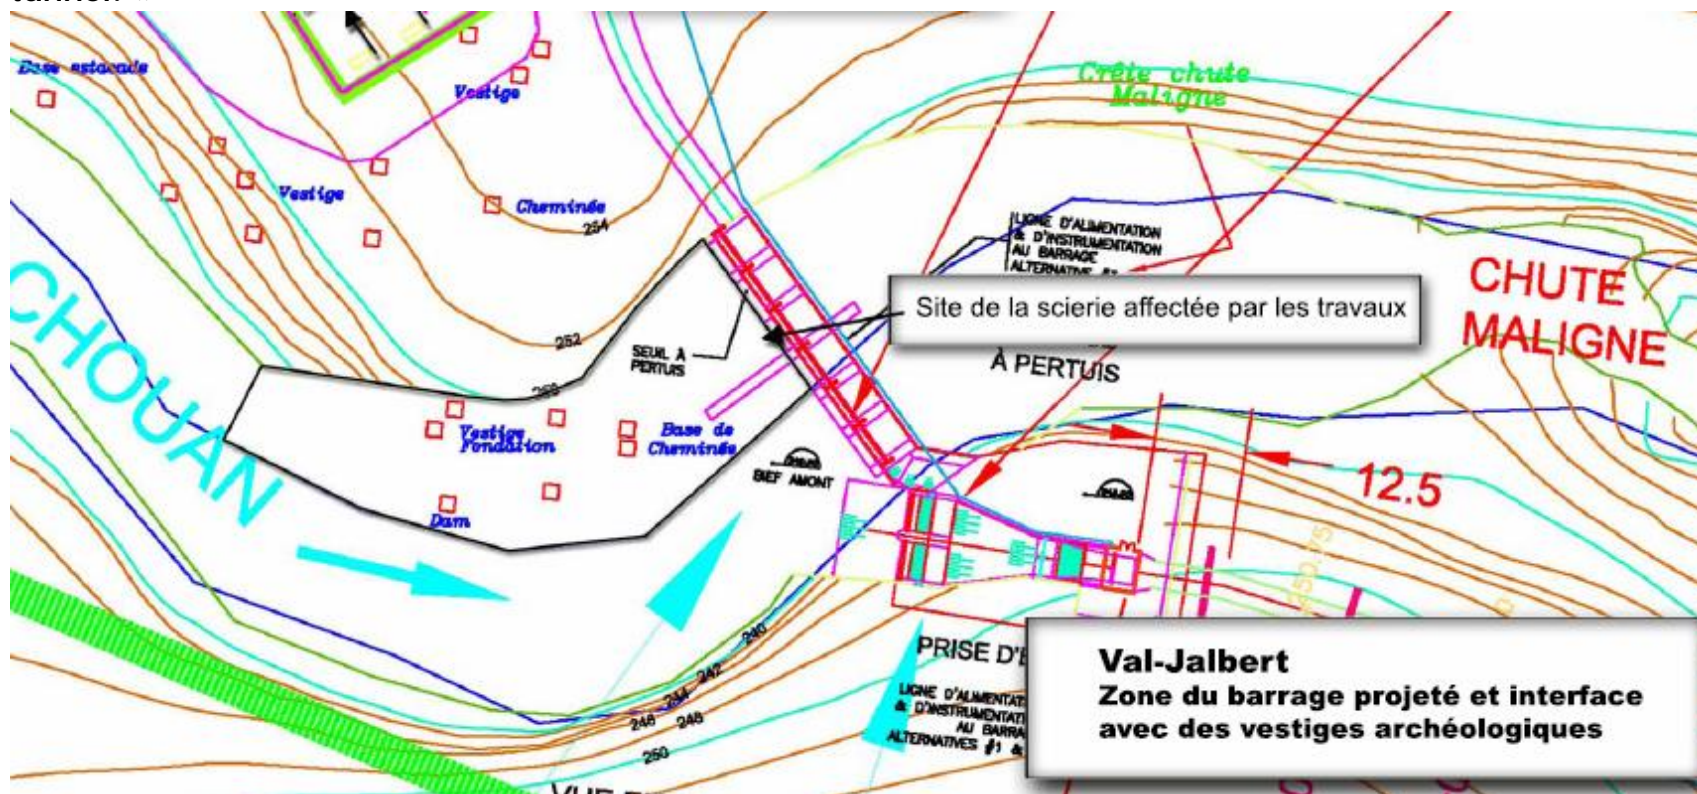 Base estacade
Vestige
Crête chute
Maligne
Vestige
Cheminée
254
LIGNE D'ALIMENTATION
& D'INSTRUMENTATION
AU BARRAGE
CHUTE
MALIGNE
Site de la scierie affectée par les travaux
CHOUAN
252
SEUIL À
PERTUIS
À PERTUIS
Vestige
Fondation
Base de
Cheminée
BIEF AMONT
12.5
Dam
250.75
240
242
244
246
248
250
PRISE D'
LIGNE D'ALIMENTAT
& D'INSTRUMENTAT
AU BARRA
ALTERNATIVES #1 &
Val-Jalbert
Zone du barrage projeté et interface
avec des vestiges archéologiques